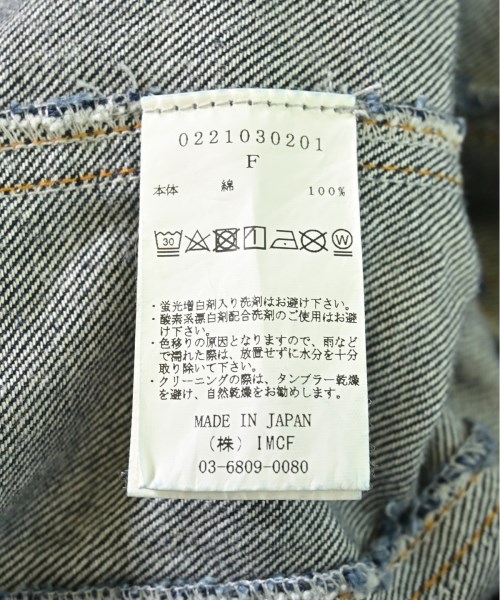 0221030201
F
本体 綿 100%
30 W
・蛍光増白剤入り洗剤はお避け下さい。
・酸素系漂白剤配合洗剤のご使用はお避
け下さい。
・色移りの原因となりますので、雨など
で濡れた際は、放置せずに水分を十分
取り除いて下さい。
・クリーニングの際は、タンブラー乾燥
を避け、自然乾燥をお勧めします。
MADE IN JAPAN
(株) IMCF
03-6809-0080